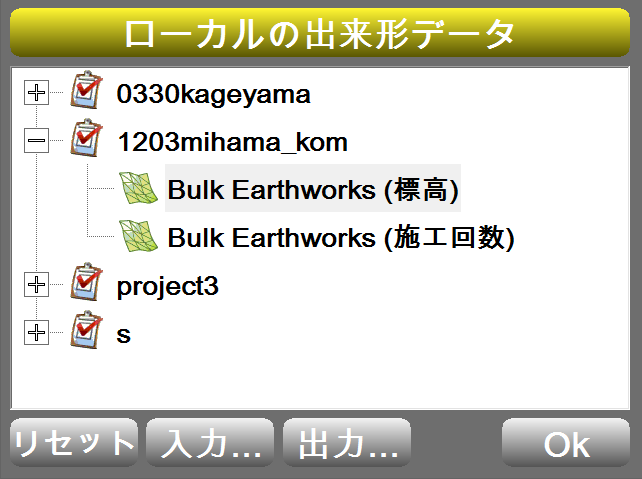 ローカルの出来形データ
0330kageyama
1203mihama_kom
Bulk Earthworks (標高)
Bulk Earthworks (施工回数)
project3
s
リセット 入力... 出力... Ok